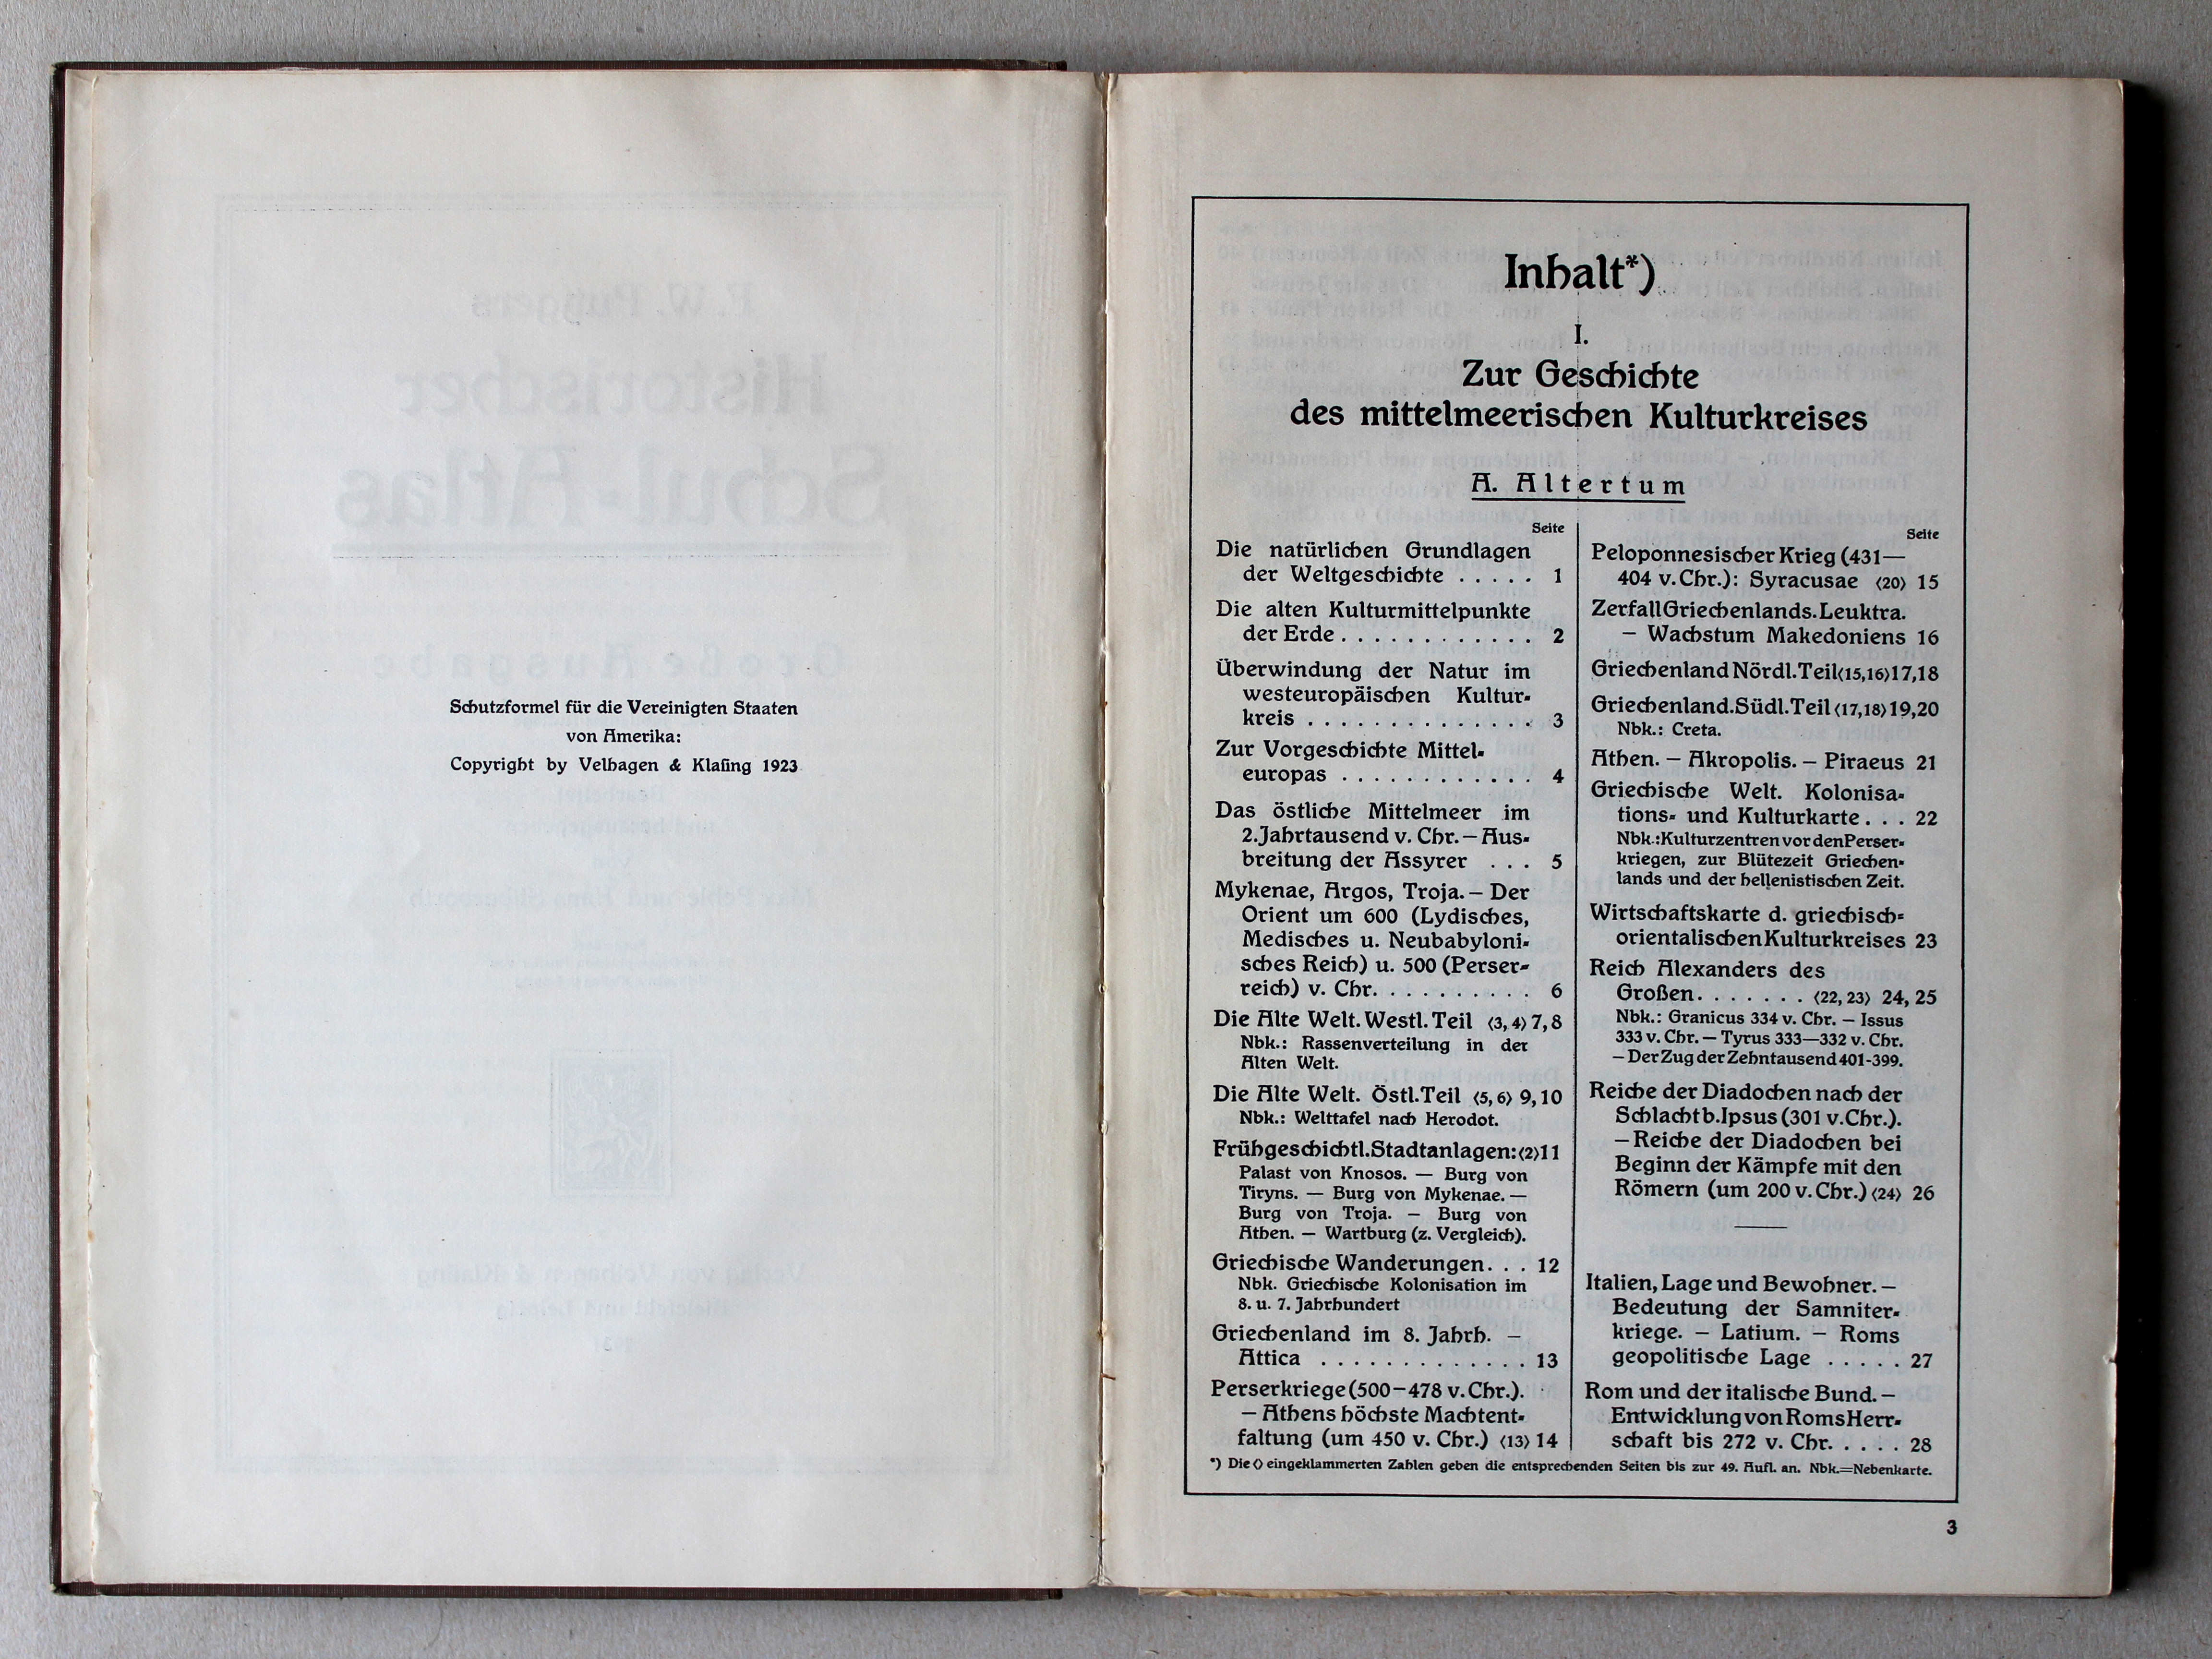 Schutzformel für die Vereinigten Staaten
von Amerika:
Copyright by Velhagen & Klasing 1923
Inhalt*)
I.
Zur Geschichte
des mittelmeerischen Kulturkreises
A. Altertum
Seite
Die natürlichen Grundlagen
der Weltgeschichte ..... 1
Die alten Kulturmittelpunkte
der Erde ............ 2
Überwindung der Natur im
westeuropäischen Kultur-
kreis .............. 3
Zur Vorgeschichte Mittel-
europas ............ 4
Das östliche Mittelmeer im
2.Jahrtausend v. Chr. – Aus-
breitung der Assyrer ... 5
Mykenae, Argos, Troja. – Der
Orient um 600 (Lydisches,
Medisches u. Neubabyloni-
sches Reich) u. 500 (Perser-
reich) v. Chr. .......... 6
Die Alte Welt. Westl. Teil ⟨3, 4⟩ 7, 8
Nbk.: Rassenverteilung in der
Alten Welt.
Die Alte Welt. Östl. Teil ⟨5, 6⟩ 9, 10
Nbk.: Welttafel nach Herodot.
Frühgeschichtl. Stadtanlagen: ⟨2⟩ 11
Palast von Knosos. — Burg von
Tiryns. — Burg von Mykenae. —
Burg von Troja. – Burg von
Athen. – Wartburg (z. Vergleich).
Griechische Wanderungen. . . 12
Nbk. Griechische Kolonisation im
8. u. 7. Jahrhundert
Griechenland im 8. Jahrh. –
Attica ............. 13
Perserkriege (500–478 v. Chr.).
– Athens höchste Machtent-
faltung (um 450 v. Chr.) ⟨13⟩ 14
Seite
Peloponnesischer Krieg (431—
404 v. Chr.): Syracusae ⟨20⟩ 15
Zerfall Griechenlands. Leuktra.
– Wachstum Makedoniens 16
Griechenland Nördl. Teil ⟨15, 16⟩ 17, 18
Griechenland. Südl. Teil ⟨17, 18⟩ 19, 20
Nbk.: Creta.
Athen. – Akropolis. – Piraeus 21
Griechische Welt. Kolonisa-
tions- und Kulturkarte ... 22
Nbk.: Kulturzentren vor den Perser-
kriegen, zur Blütezeit Griechen-
lands und der hellenistischen Zeit.
Wirtschaftskarte d. griechisch-
orientalischen Kulturkreises 23
Reich Alexanders des
Großen. ...... ⟨22, 23⟩ 24, 25
Nbk.: Granicus 334 v. Chr. – Issus
333 v. Chr. – Tyrus 333—332 v. Chr.
– Der Zug der Zehntausend 401-399.
Reiche der Diadochen nach der
Schlacht b. Ipsus (301 v. Chr.).
– Reiche der Diadochen bei
Beginn der Kämpfe mit den
Römern (um 200 v. Chr.) ⟨24⟩ 26
Italien, Lage und Bewohner. –
Bedeutung der Samniter-
kriege. – Latium. – Roms
geopolitische Lage ..... 27
Rom und der italische Bund. –
Entwicklung von Roms Herr-
schaft bis 272 v. Chr. .... 28
*) Die ⟨⟩ eingeklammerten Zahlen geben die entsprechenden Seiten bis zur 49. Aufl. an. Nbk.=Nebenkarte.
3